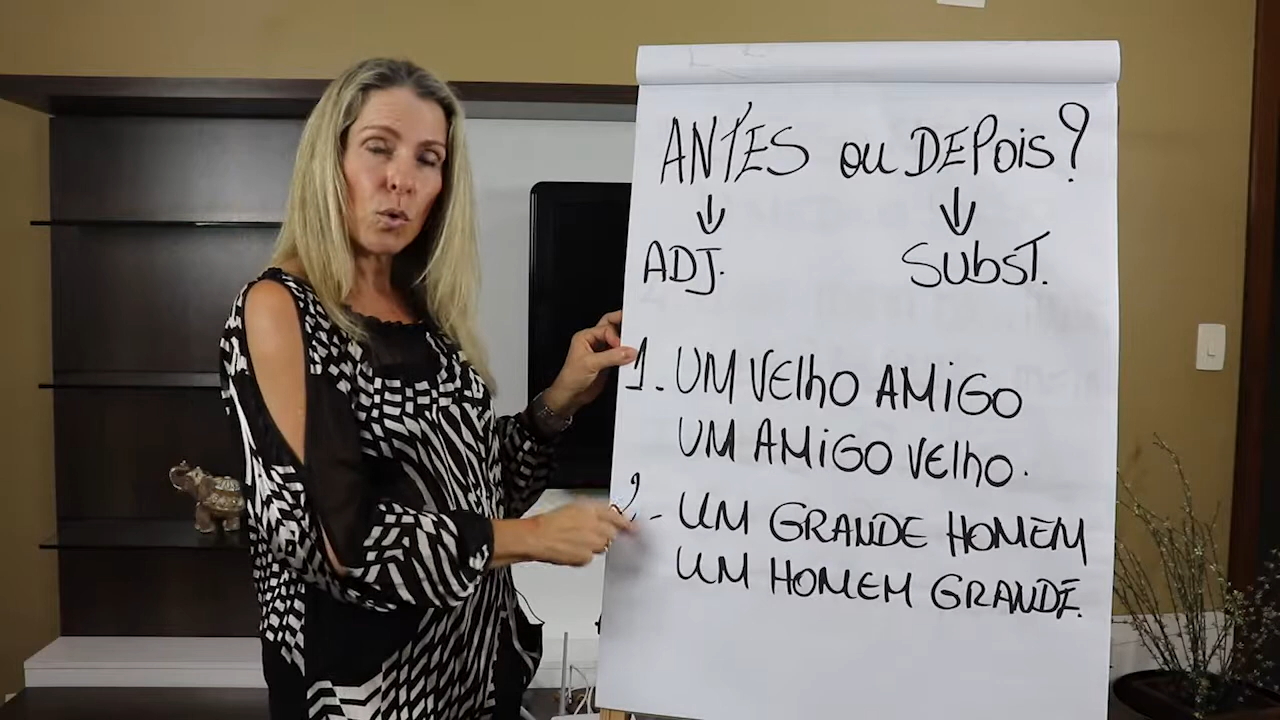 ANTES ou DEPois?
ADJ. SUbST.
1. UM VElho AMiGO
UM AMiGO VElho.
2- UM GRANDE HOMEM
UM HOMEM GRANDE.